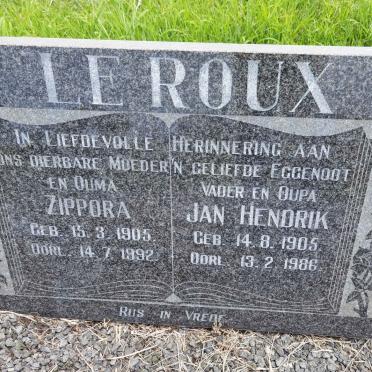 LE ROUX
IN LIEFDEVOLLE HERINNERING AAN
ONS DIERBARE MOEDER
EN OUMA
ZIPPORA
GEB. 15.3.1905.
OORL. 14.7.1992.
'N GELIEFDE EGGENOOT
VADER EN OUPA
JAN HENDRIK
GEB. 14.8.1905.
OORL. 13.2.1986.
RUS IN VREDE